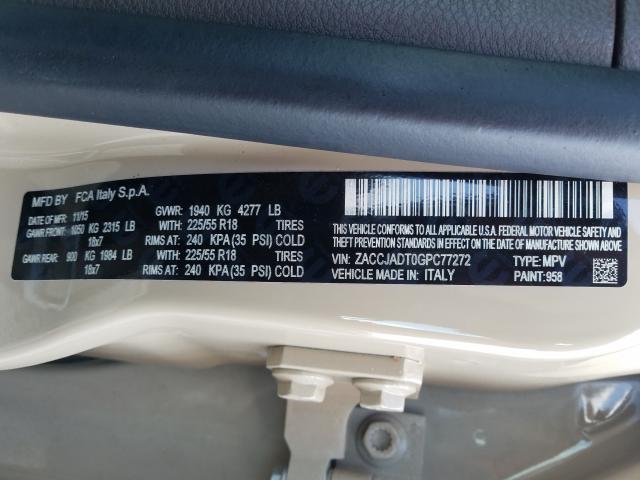 MFD BY FCA Italy S.p.A.
DATE OF MFR 11/15 GVWR: 1940 KG 4277 LB
GAWR FRONT: 1050 KG 2315 LB 225/55 R18 TIRES
18x7 RIMS AT: 240 KPA (35 PSI) COLD
GAWR REAR: 900 KG 1984 LB 225/55 R18 TIRES
18x7 RIMS AT: 240 KPA (35 PSI) COLD
THIS VEHICLE CONFORMS TO ALL APPLICABLE U.S.A. FEDERAL MOTOR VEHICLE SAFETY,
BUMPER, AND THEFT PREVENTION STANDARDS IN EFFECT ON THE DATE OF MANUFACTURE SHOWN ABOVE.
VIN: ZACCJADT0GPC77272 TYPE: MPV
VEHICLE MADE IN: ITALY PAINT: 958